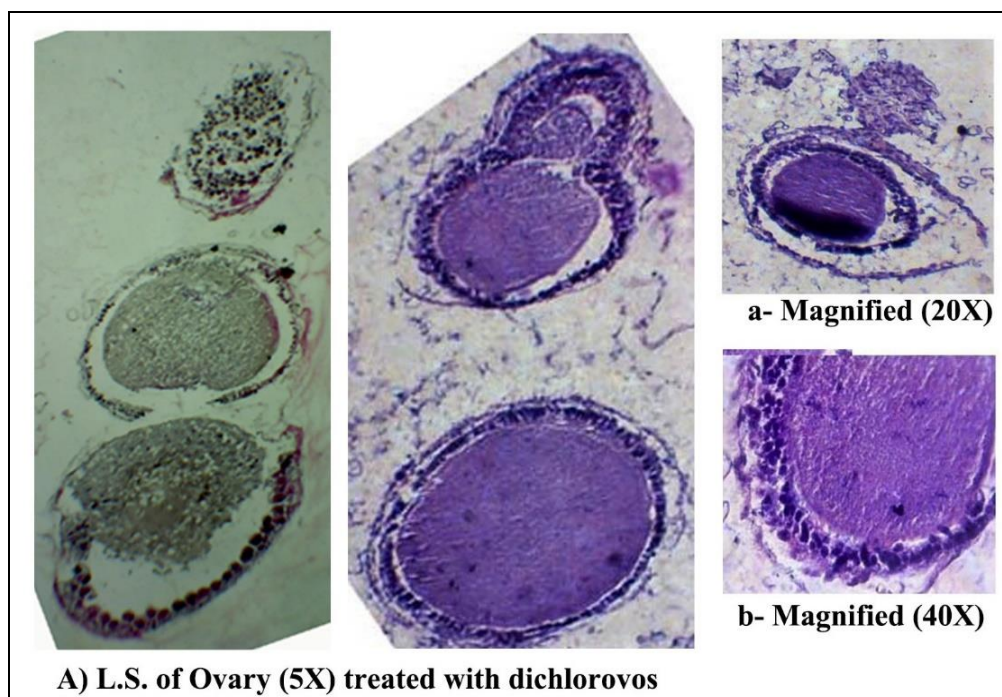 a- Magnified (20X)
b- Magnified (40X)
A) L.S. of Ovary (5X) treated with dichlorovos